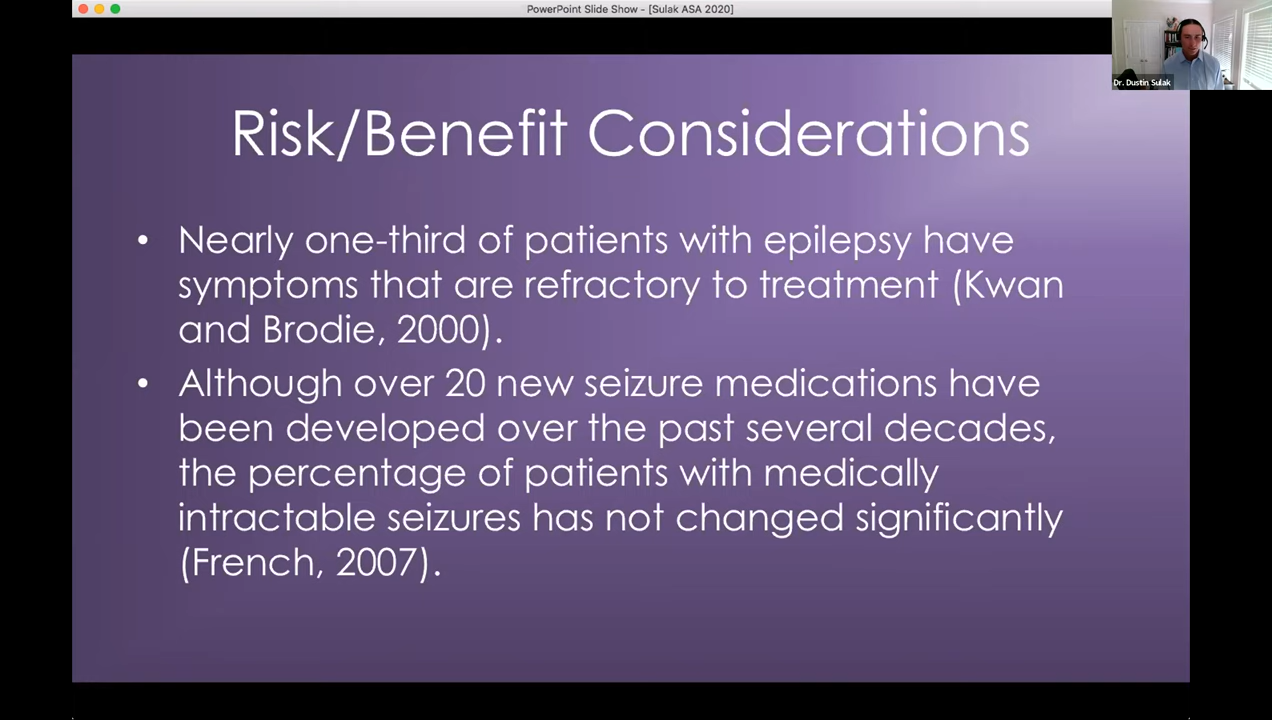 PowerPoint Slide Show - [Sulak ASA 2020]
Dr. Dustin Sulak
Risk/Benefit Considerations
• Nearly one-third of patients with epilepsy have
symptoms that are refractory to treatment (Kwan
and Brodie, 2000).
• Although over 20 new seizure medications have
been developed over the past several decades,
the percentage of patients with medically
intractable seizures has not changed significantly
(French, 2007).